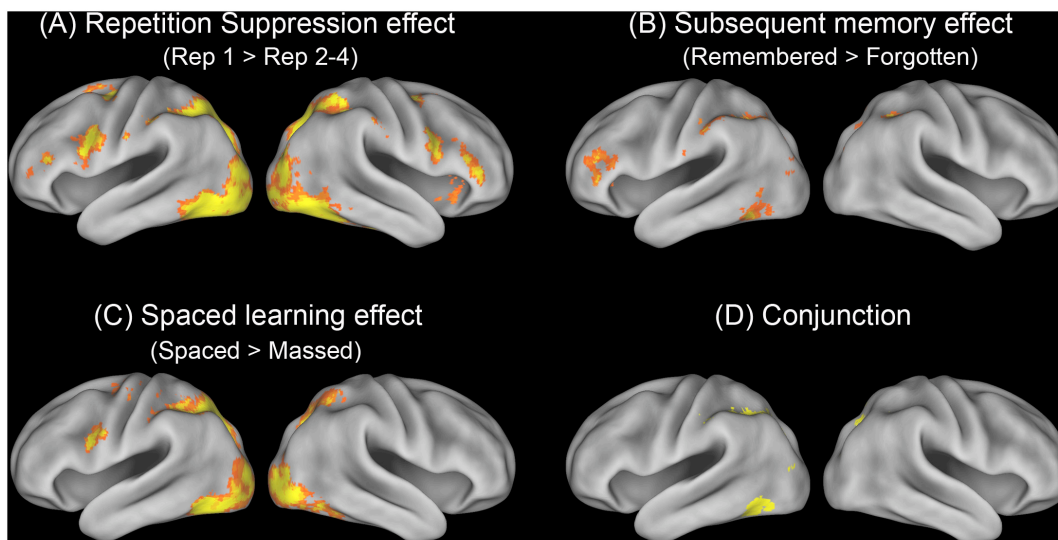 (A) Repetition Suppression effect
(Rep 1 > Rep 2-4)
(B) Subsequent memory effect
(Remembered > Forgotten)
(C) Spaced learning effect
(Spaced > Massed)
(D) Conjunction